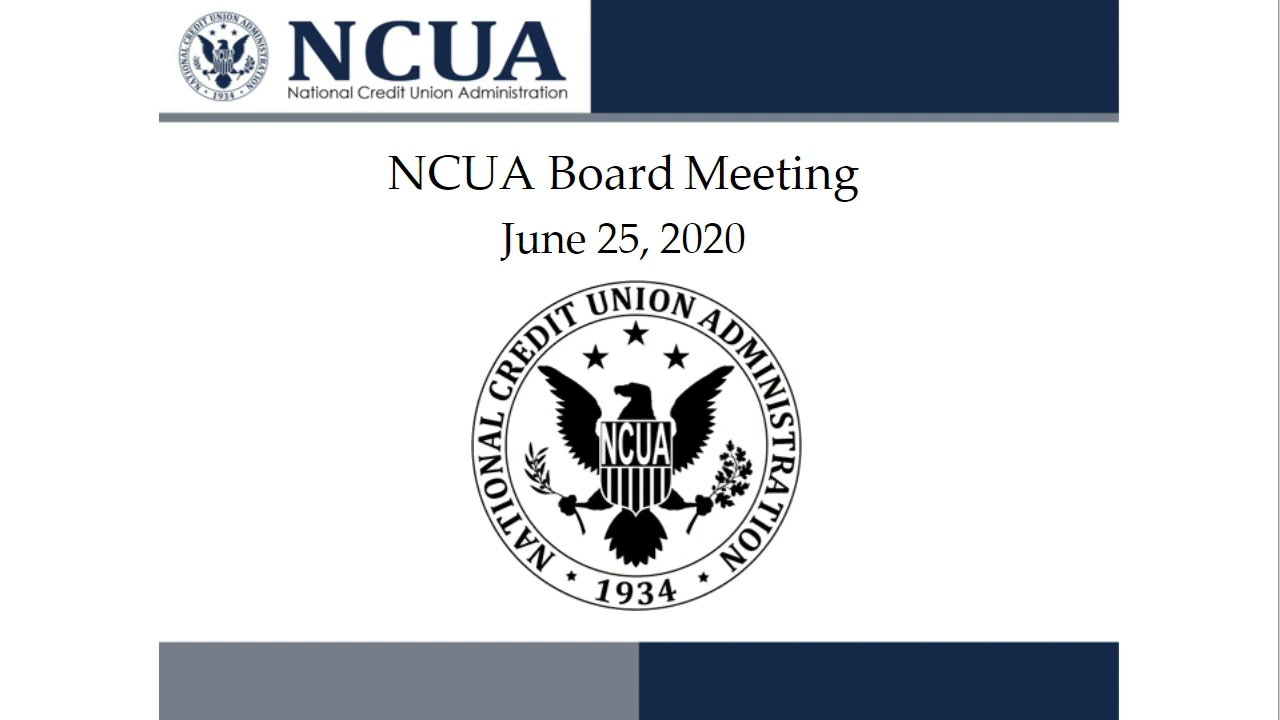 NATIONAL CREDIT UNION ADMINISTRATION
NCUA
1934
NCUA
National Credit Union Administration
NCUA Board Meeting
June 25, 2020
NATIONAL CREDIT UNION ADMINISTRATION
NCUA
1934